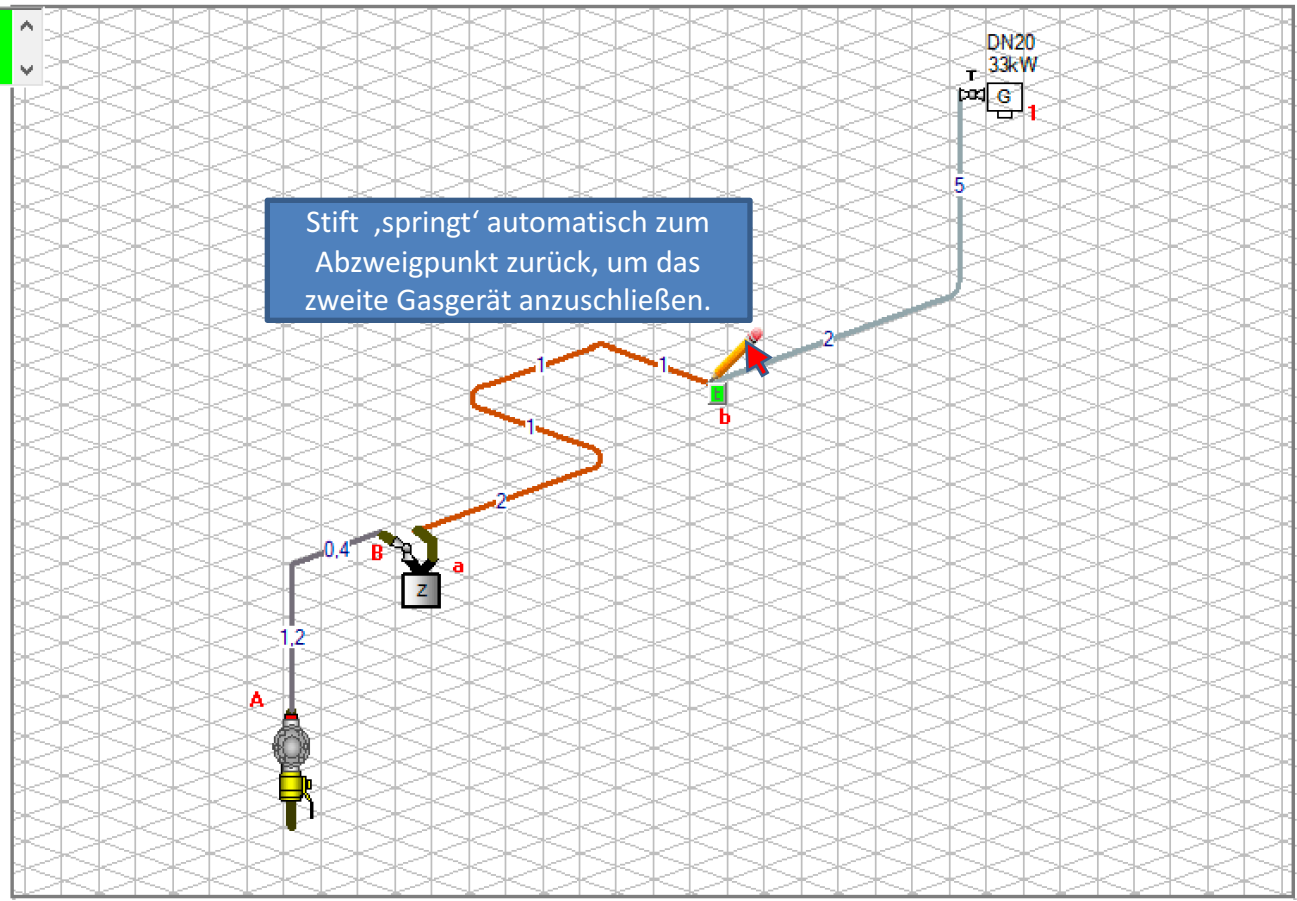 DN20
33kW
T
G
1
5
Stift ‚springt‘ automatisch zum
Abzweigpunkt zurück, um das
zweite Gasgerät anzuschließen.
2
1
1
t
b
1
2
0,4
B
a
Z
1,2
A